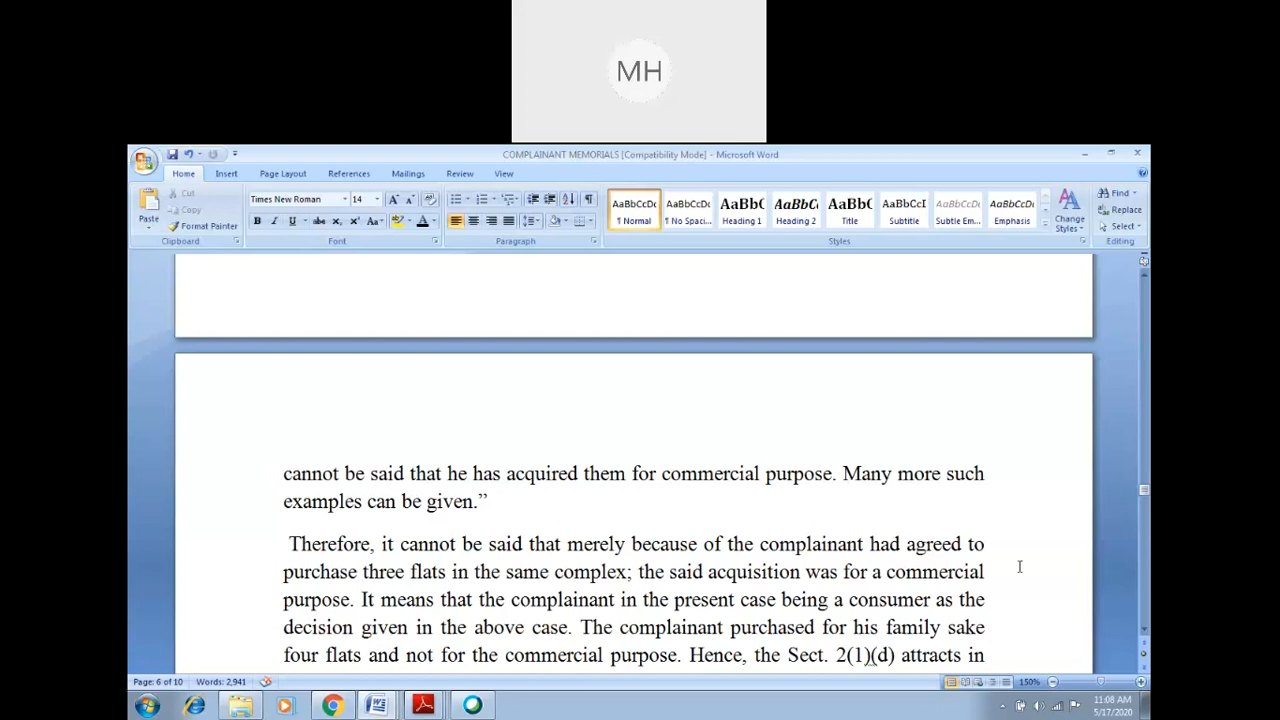 MH
COMPLAINANT MEMORIALS [Compatibility Mode] - Microsoft Word
Home Insert Page Layout References Mailings Review View
Paste
Cut
Copy
Format Painter
Clipboard
Times New Roman 14
B I U abc x₂ x² Aa A
Font
Paragraph
AaBbCcDc AaBbCcDc AaBbC AaBbCc AaBbC AaBbCcI AaBbCcDc AaBbCcDc
¶ Normal ¶ No Spaci... Heading 1 Heading 2 Title Subtitle Subtle Em... Emphasis
Change Styles
Styles
Find
Replace
Select
Editing
cannot be said that he has acquired them for commercial purpose. Many more such
examples can be given.”
Therefore, it cannot be said that merely because of the complainant had agreed to
purchase three flats in the same complex; the said acquisition was for a commercial
purpose. It means that the complainant in the present case being a consumer as the
decision given in the above case. The complainant purchased for his family sake
four flats and not for the commercial purpose. Hence, the Sect. 2(1)(d) attracts in
Page: 6 of 10 Words: 2,941 150%
11:08 AM
5/17/2020